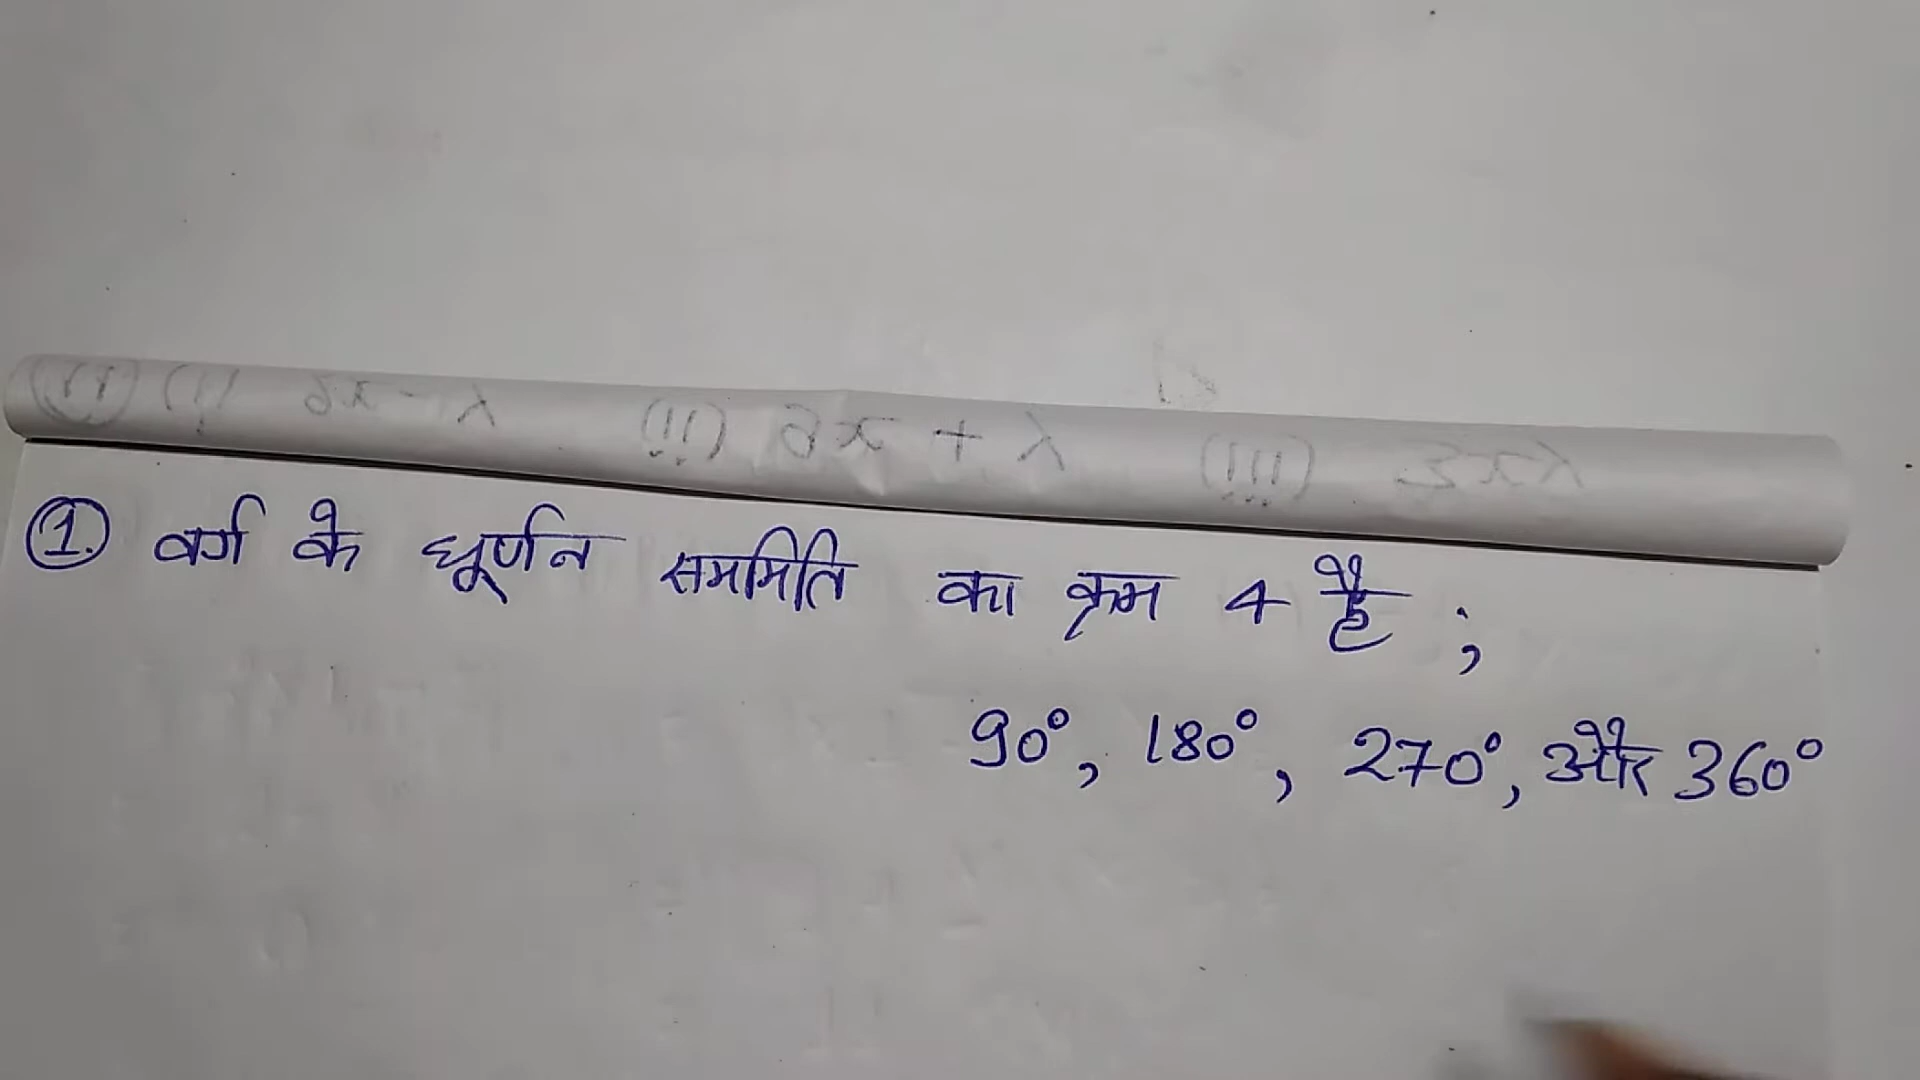 ① वर्ग के घूर्णन सममिति का क्रम 4 है ;
90°, 180°, 270°, और 360°